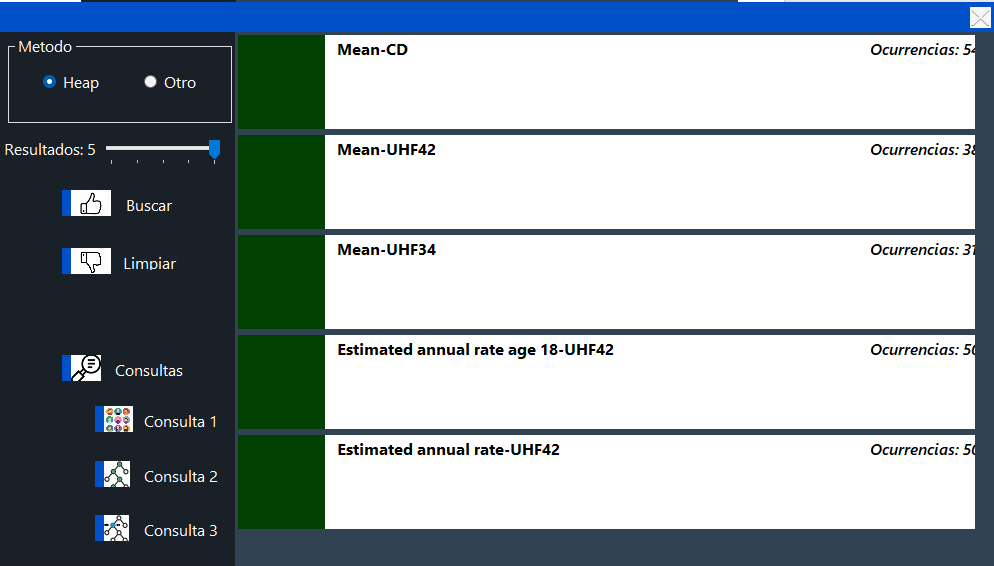 Metodo
Heap
Otro
Resultados: 5
Buscar
Limpiar
Consultas
Consulta 1
Consulta 2
Consulta 3
Mean-CD
Ocurrencias: 54
Mean-UHF42
Ocurrencias: 38
Mean-UHF34
Ocurrencias: 31
Estimated annual rate age 18-UHF42
Ocurrencias: 50
Estimated annual rate-UHF42
Ocurrencias: 50